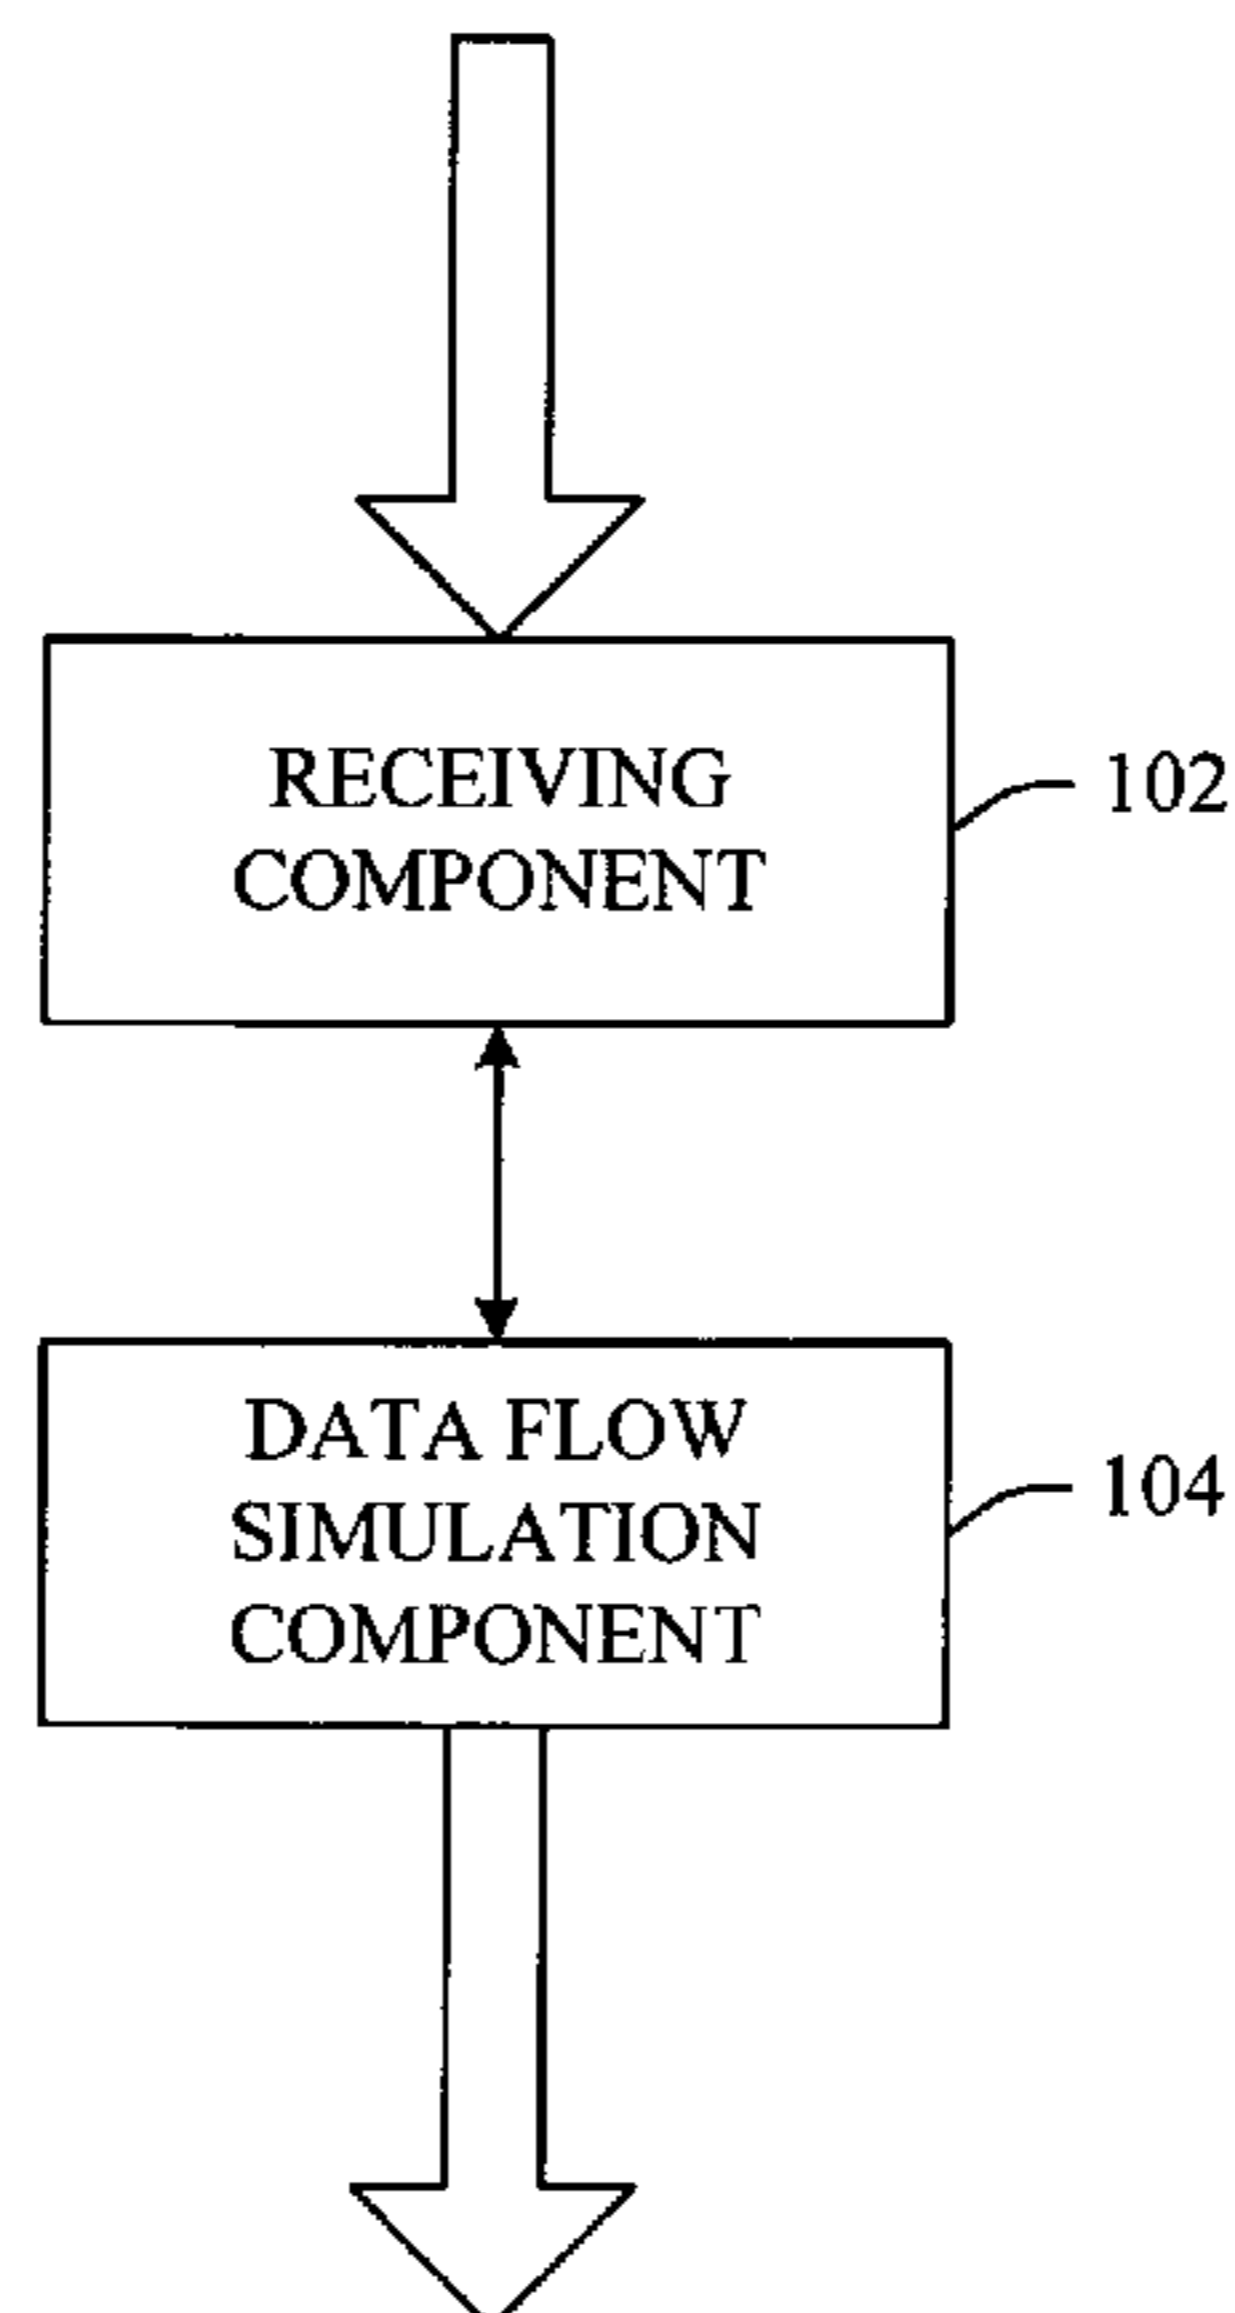 RECEIVING
COMPONENT
102
DATA FLOW
SIMULATION
COMPONENT
104